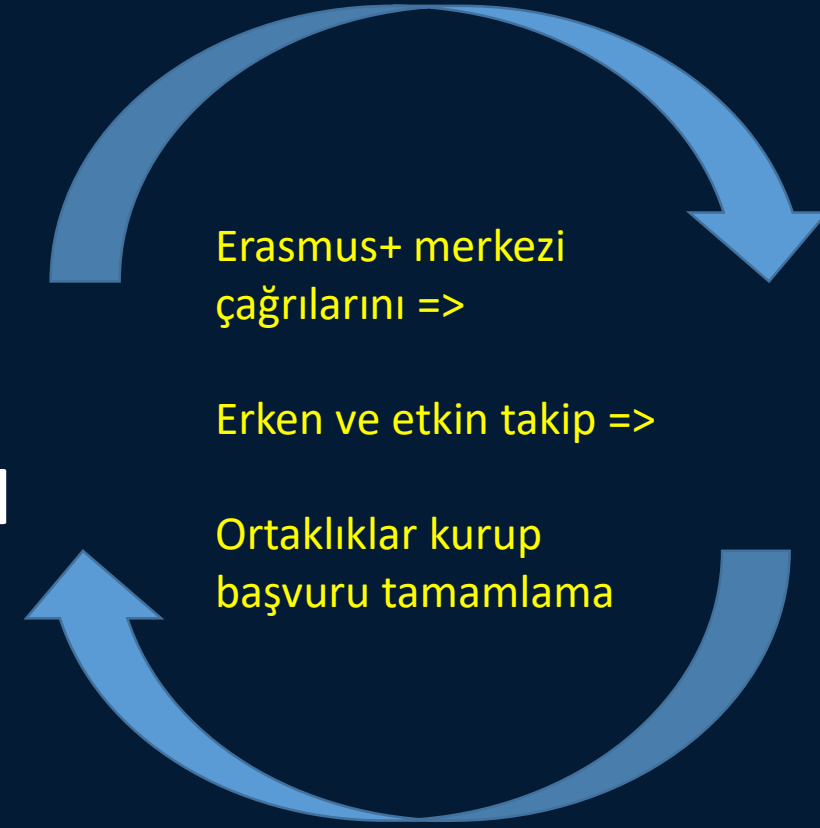 Erasmus+ merkezi
çağrılarını =>
Erken ve etkin takip =>
Ortaklıklar kurup
başvuru tamamlama